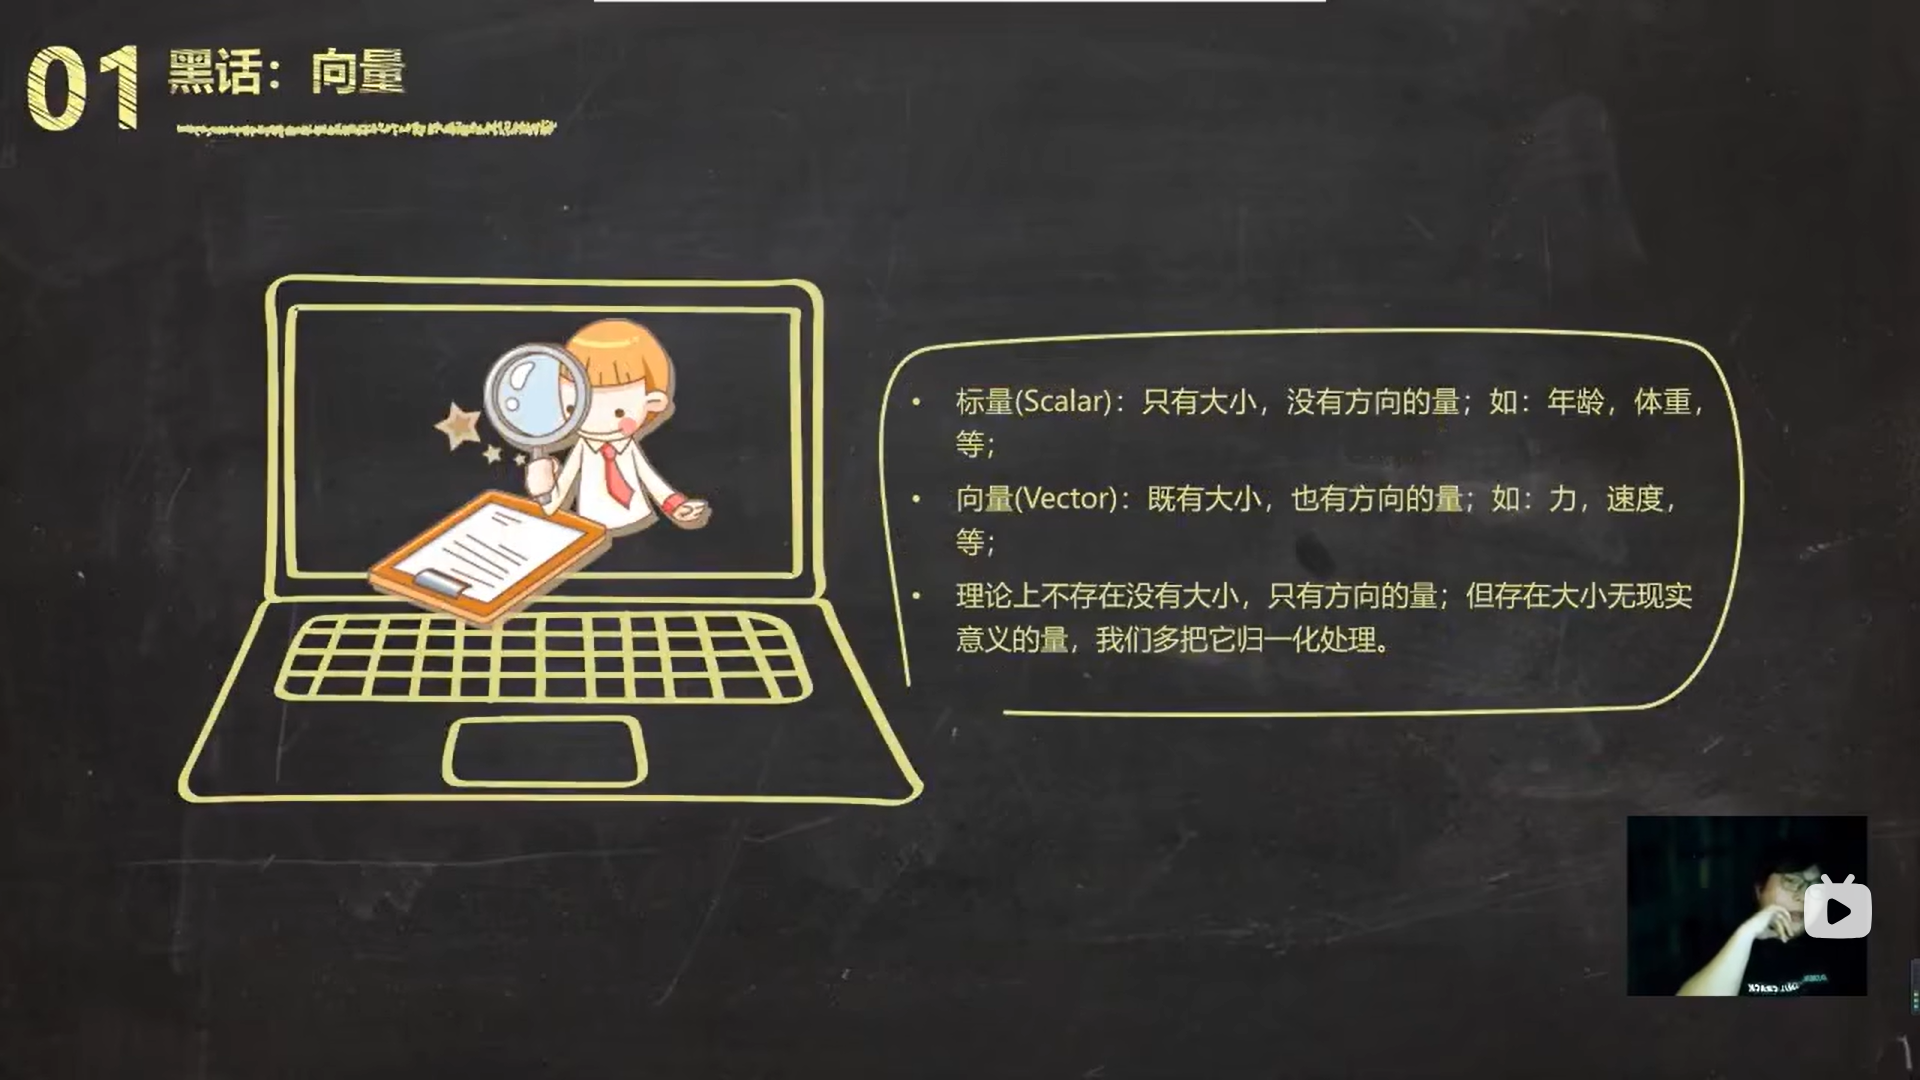 01 黑话：向量
• 标量(Scalar)：只有大小，没有方向的量；如：年龄，体重，
等；
• 向量(Vector)：既有大小，也有方向的量；如：力，速度，
等；
• 理论上不存在没有大小，只有方向的量；但存在大小无现实
意义的量，我们多把它归一化处理。